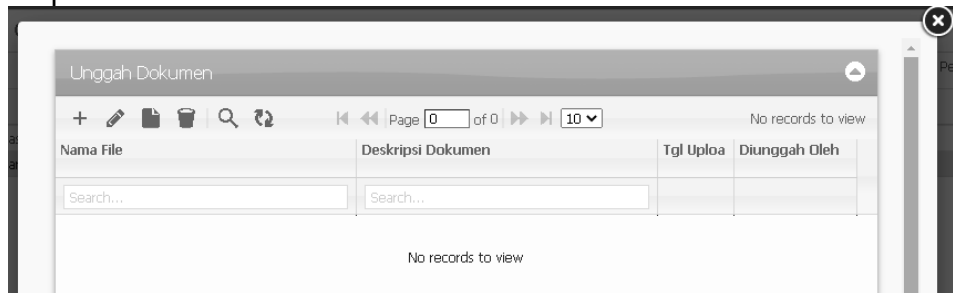 Unggah Dokumen
Page 0 of 0 10 No records to view
Nama File Deskripsi Dokumen Tgl Uploa Diunggah Oleh
Search... Search...
No records to view